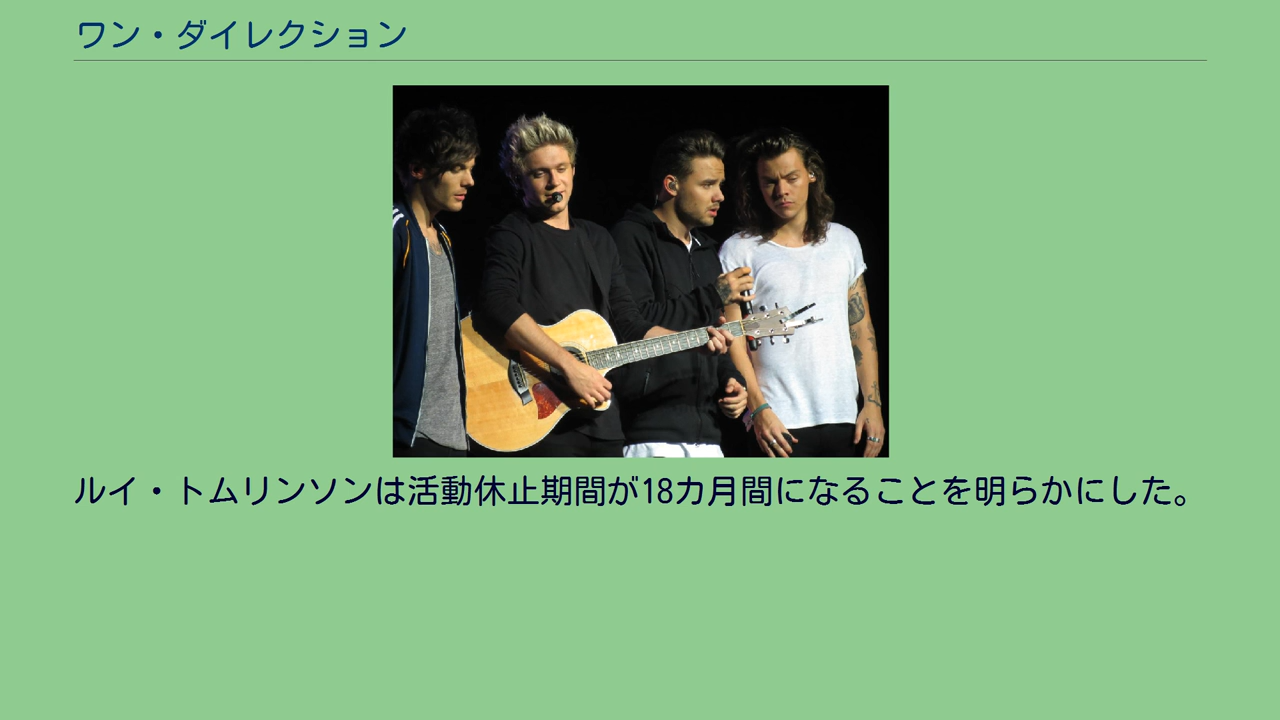 ワン・ダイレクション
ルイ・トムリンソンは活動休止期間が18カ月間になることを明らかにした。